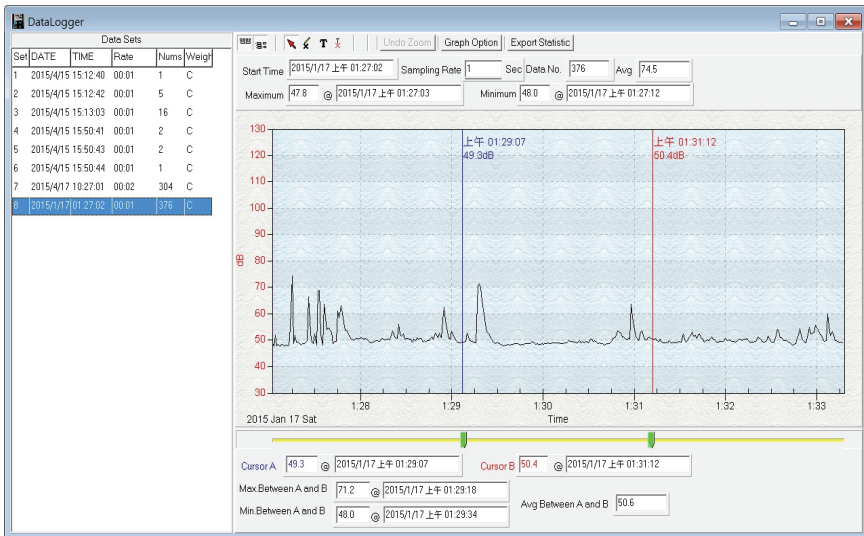 DataLogger
Data Sets
Set DATE TIME Rate Nums Weigh
1 2015/4/15 15:12:40 00:01 1 C
2 2015/4/15 15:12:42 00:01 5 C
3 2015/4/15 15:13:03 00:01 16 C
4 2015/4/15 15:50:41 00:01 2 C
5 2015/4/15 15:50:43 00:01 2 C
6 2015/4/15 15:50:44 00:01 1 C
7 2015/4/17 10:27:01 00:02 304 C
8 2015/1/17 01:27:02 00:01 376 C
T Undo Zoom Graph Option Export Statistic
Start Time 2015/1/17 上午 01:27:02 Sampling Rate 1 Sec Data No. 376 Avg 74.5
Maximum 47.8 @ 2015/1/17 上午 01:27:03 Minimum 48.0 @ 2015/1/17 上午 01:27:12
130
上午 01:29:07
49.3dB
上午 01:31:12
50.4dB
120
110
100
90
dB
80
70
60
50
40
30
1:28 1:29 1:30 1:31 1:32 1:33
2015 Jan 17 Sat
Time
Cursor A 49.3 @ 2015/1/17 上午 01:29:07 Cursor B 50.4 @ 2015/1/17 上午 01:31:12
Max.Between A and B 71.2 @ 2015/1/17 上午 01:29:18
Min.Between A and B 48.0 @ 2015/1/17 上午 01:29:34
Avg Between A and B 50.6